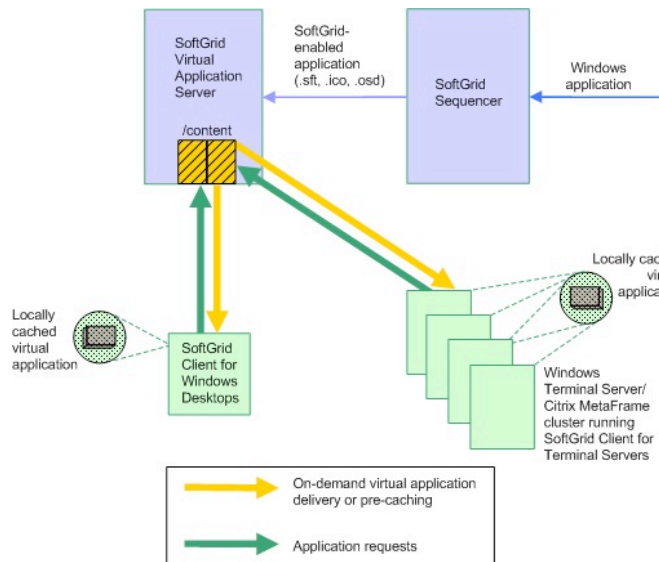 SoftGrid
Virtual
Application
Server
/content
SoftGrid-
enabled
application
(.sft, .ico, .osd)
SoftGrid
Sequencer
Windows
application
Locally
cached
virtual
application
SoftGrid
Client for
Windows
Desktops
Locally
Windows
Terminal Server/
Citrix MetaFrame
cluster running
SoftGrid Client for
Terminal Servers
On-demand virtual application
delivery or pre-caching
Application requests